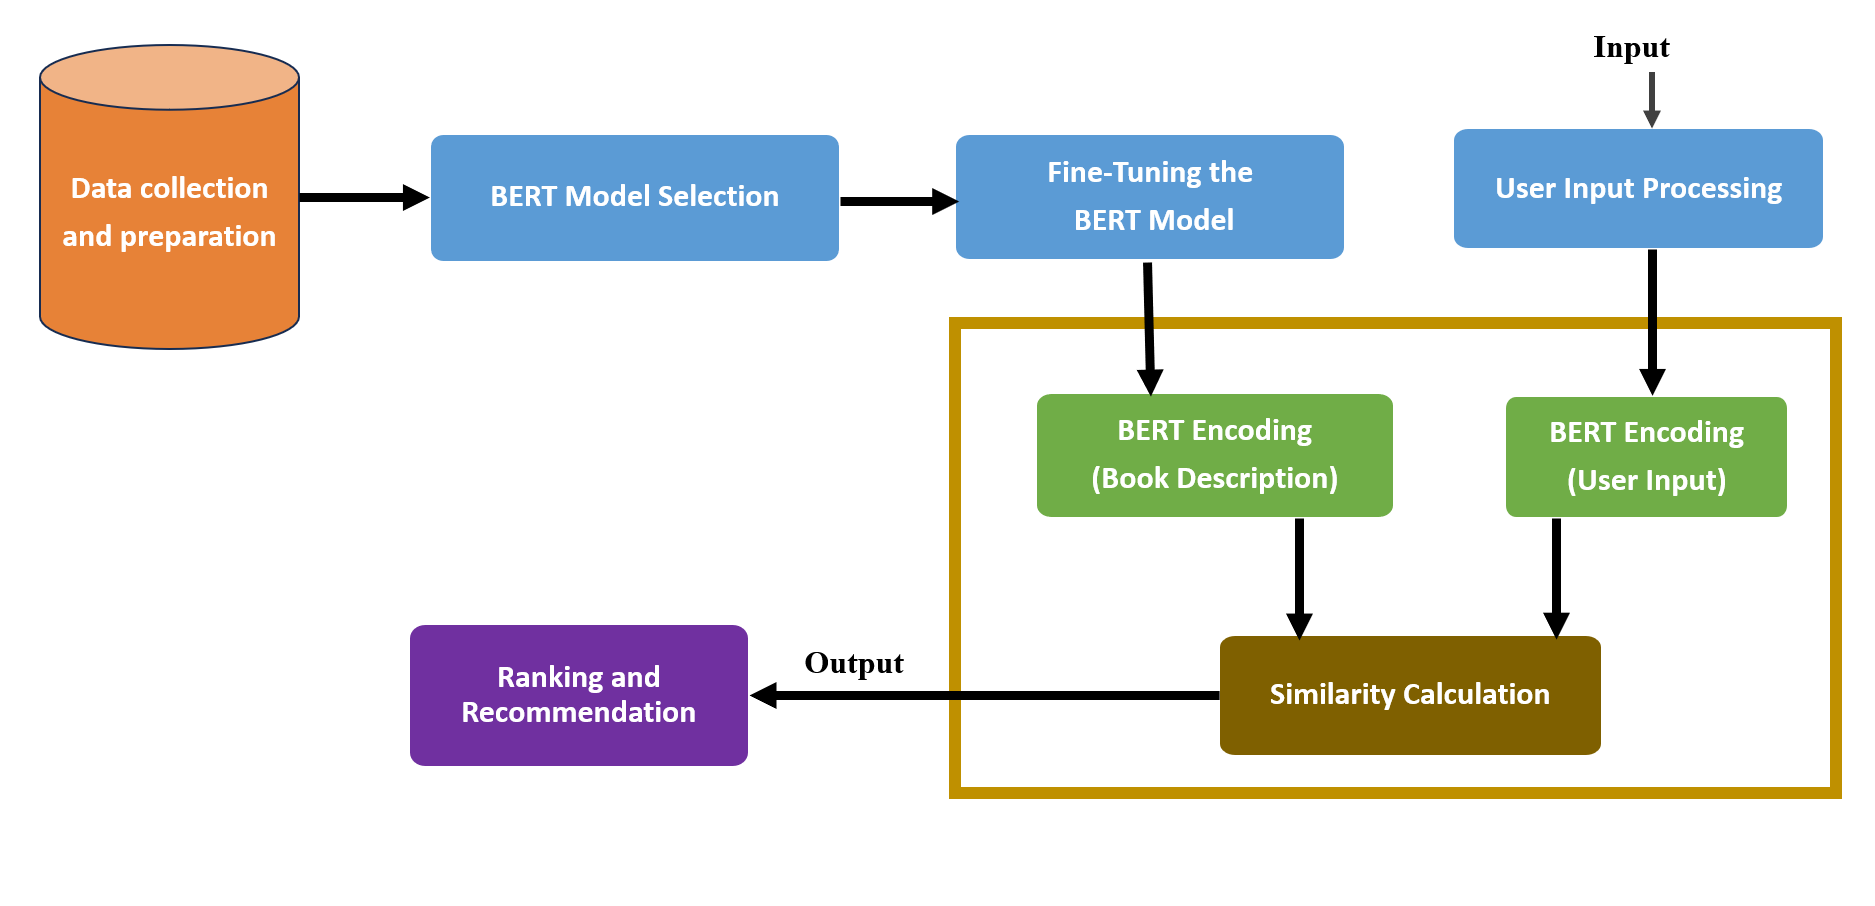 Input
Data collection
and preparation
BERT Model Selection
Fine-Tuning the
BERT Model
User Input Processing
BERT Encoding
(Book Description)
BERT Encoding
(User Input)
Similarity Calculation
Output
Ranking and
Recommendation